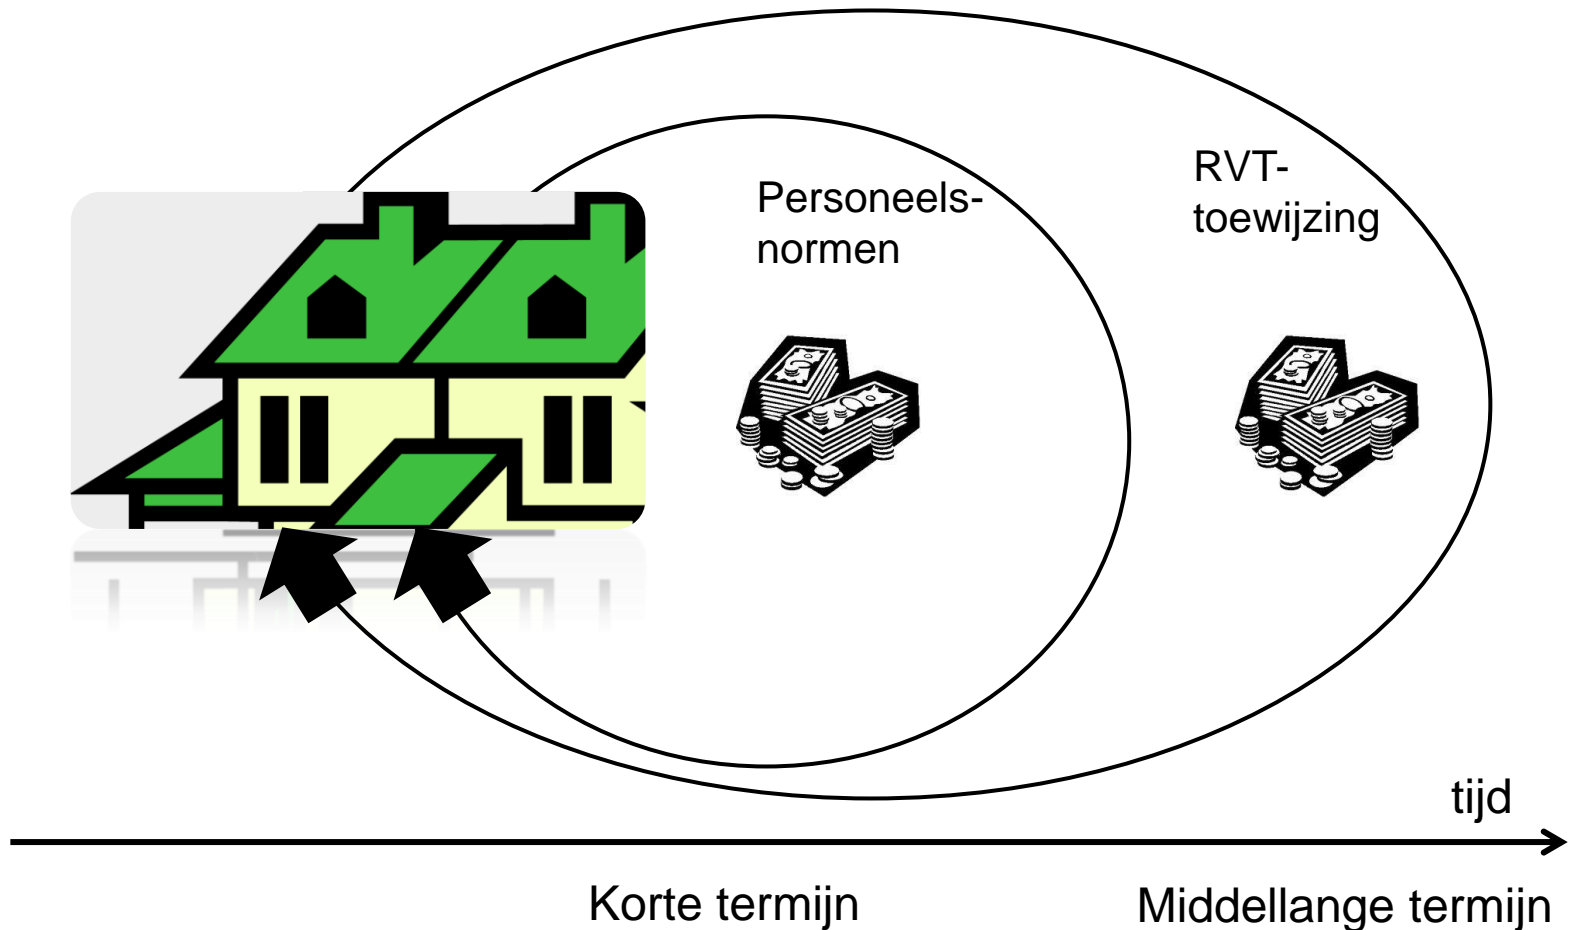 Personeels-
normen
RVT-
toewijzing
tijd
Korte termijn
Middellange termijn